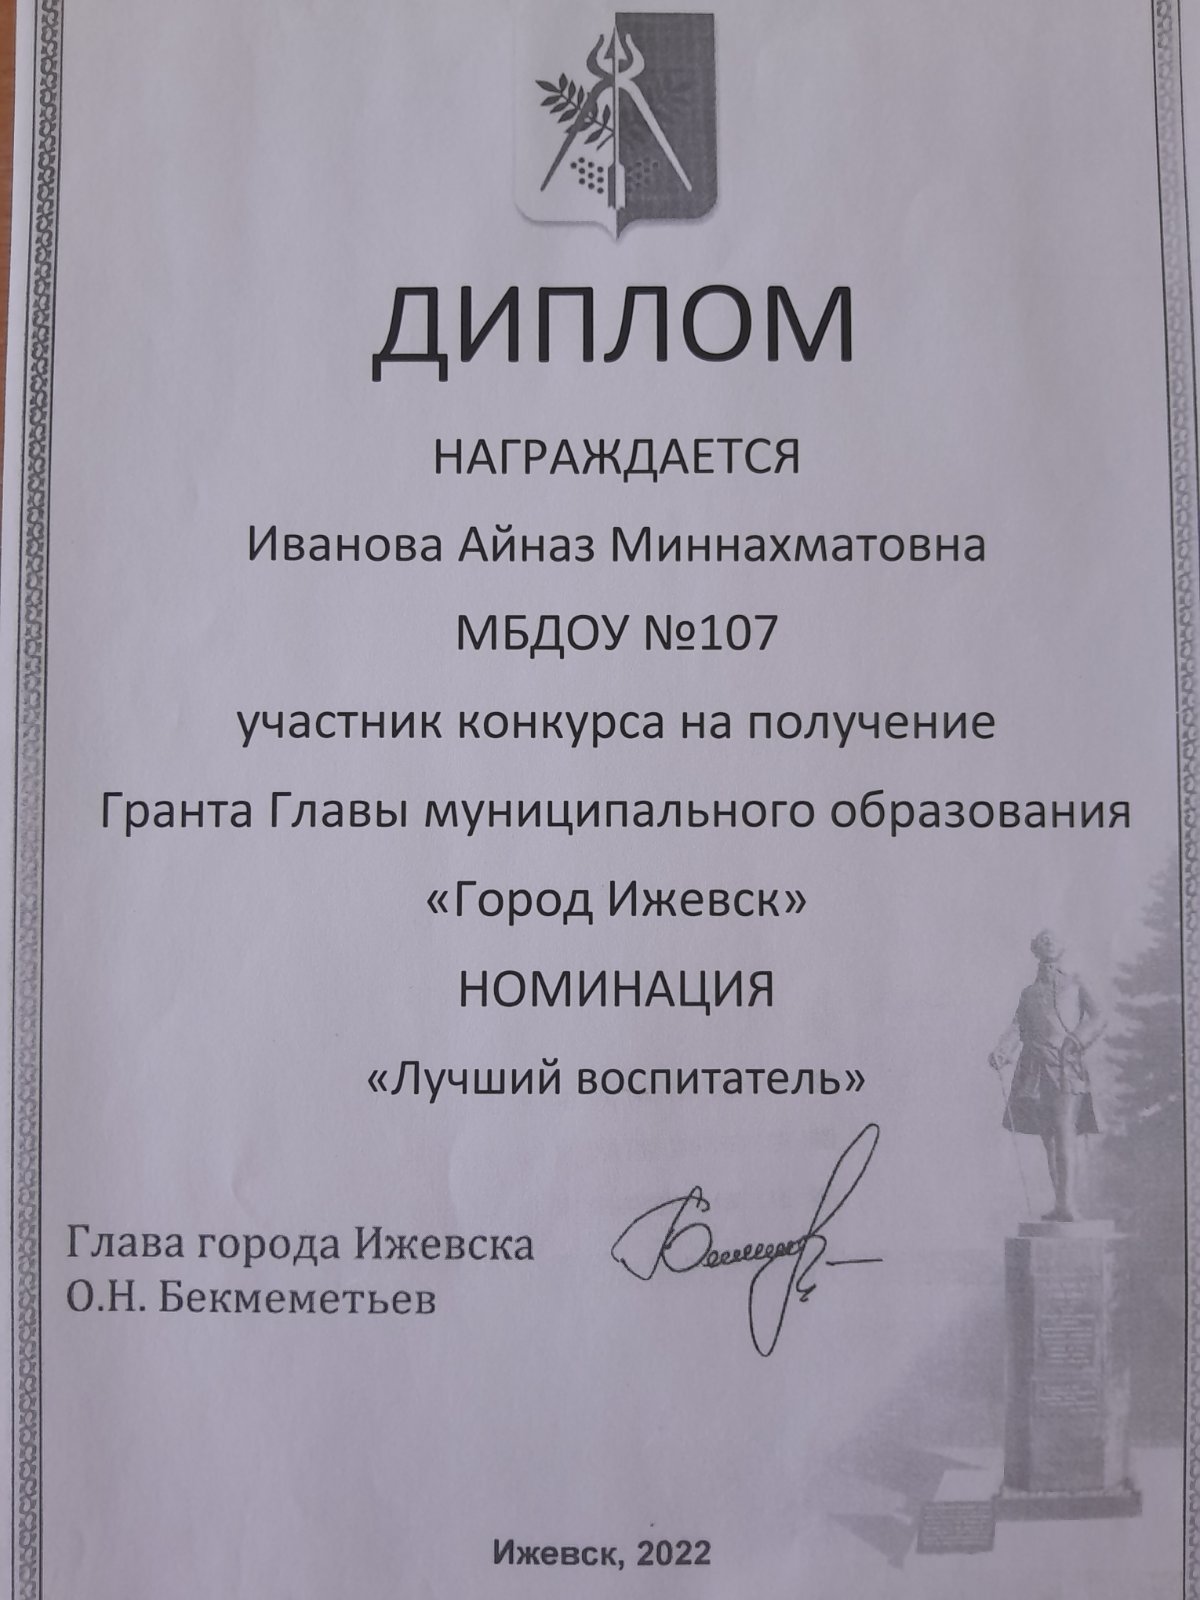 ДИПЛОМ
НАГРАЖДАЕТСЯ
Иванова Айназ Миннахматовна
МБДОУ №107
участник конкурса на получение
Гранта Главы муниципального образования
«Город Ижевск»
НОМИНАЦИЯ
«Лучший воспитатель»
Глава города Ижевска
О.Н. Бекмеметьев
Ижевск, 2022